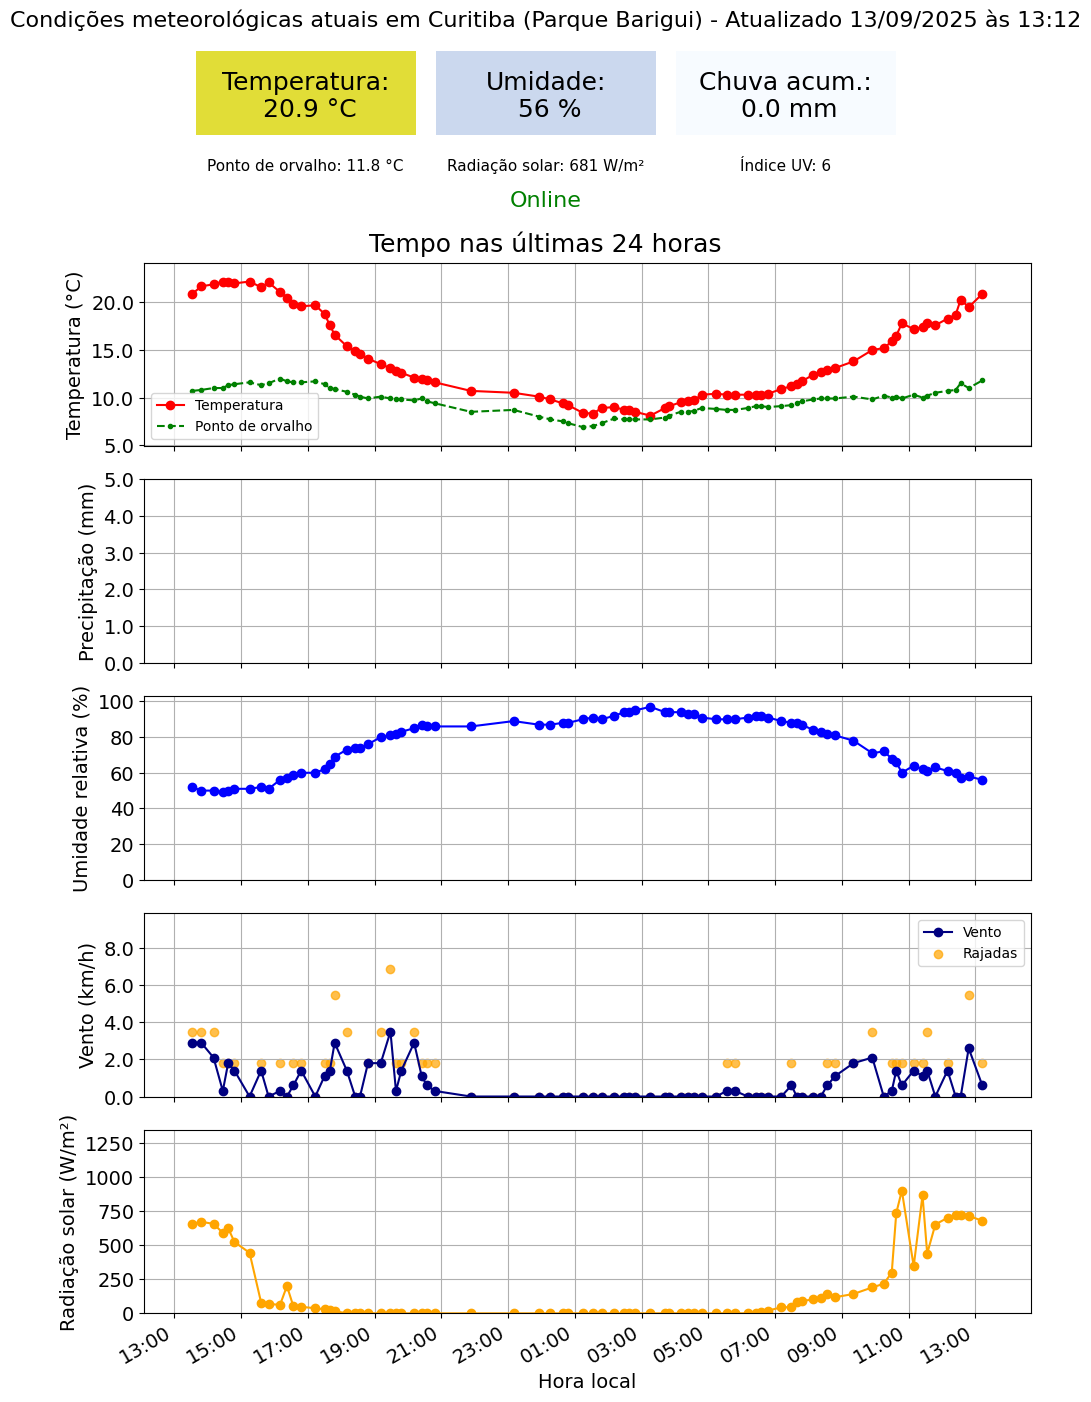 Condições meteorológicas atuais em Curitiba (Parque Barigui) - Atualizado 13/09/2025 às 13:12
Temperatura:
20.9 °C
Umidade:
56 %
Chuva acum.:
0.0 mm
Ponto de orvalho: 11.8 °C
Radiação solar: 681 W/m²
Índice UV: 6
Online
Tempo nas últimas 24 horas
Temperatura (°C)
20.0
15.0
10.0
5.0
Temperatura
Ponto de orvalho
Precipitação (mm)
5.0
4.0
3.0
2.0
1.0
0.0
Umidade relativa (%)
100
80
60
40
20
0
Vento (km/h)
8.0
6.0
4.0
2.0
0.0
Vento
Rajadas
Radiação solar (W/m²)
1250
1000
750
500
250
0
13:00
15:00
17:00
19:00
21:00
23:00
01:00
03:00
05:00
07:00
09:00
11:00
13:00
Hora local